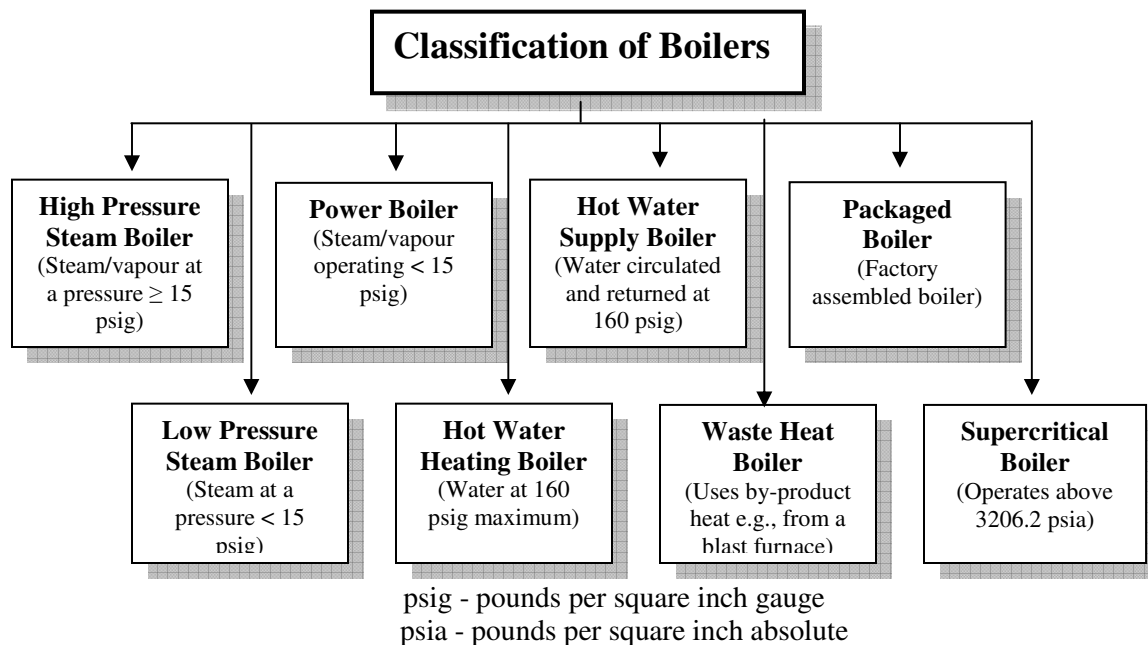 Classification of Boilers
High Pressure
Steam Boiler
(Steam/vapour at
a pressure ≥ 15
psig)
Power Boiler
(Steam/vapour
operating < 15
psig)
Hot Water
Supply Boiler
(Water circulated
and returned at
160 psig)
Packaged
Boiler
(Factory
assembled boiler)
Low Pressure
Steam Boiler
(Steam at a
pressure < 15
psig)
Hot Water
Heating Boiler
(Water at 160
psig maximum)
Waste Heat
Boiler
(Uses by-product
heat e.g., from a
blast furnace)
Supercritical
Boiler
(Operates above
3206.2 psia)
psig - pounds per square inch gauge
psia - pounds per square inch absolute